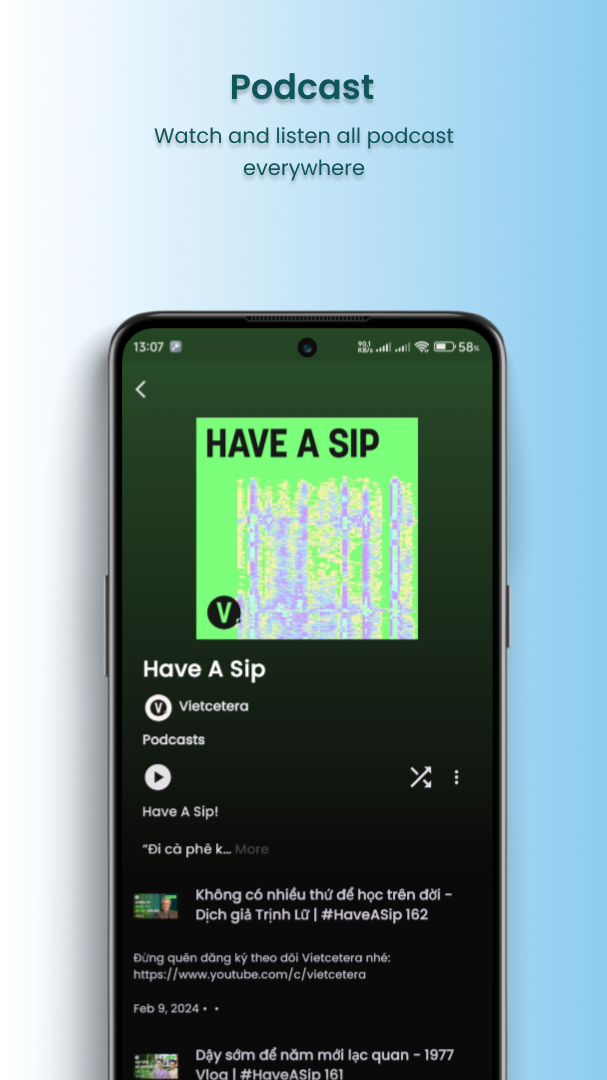 Podcast
Watch and listen all podcast
everywhere
13:07
90.1
KB/s
58%
HAVE A SIP
V.
Have A Sip
V.
Vietcetera
Podcasts
Have A Sip!
“Đi cà phê k... More
Không có nhiều thứ để học trên đời -
Dịch giả Trịnh Lữ | #HaveASip 162
Đừng quên đăng ký theo dõi Vietcetera nhé:
https://www.youtube.com/c/vietcetera
Feb 9, 2024 • •
Dậy sớm để năm mới lạc quan - 1977
Vlog | #HaveASip 161